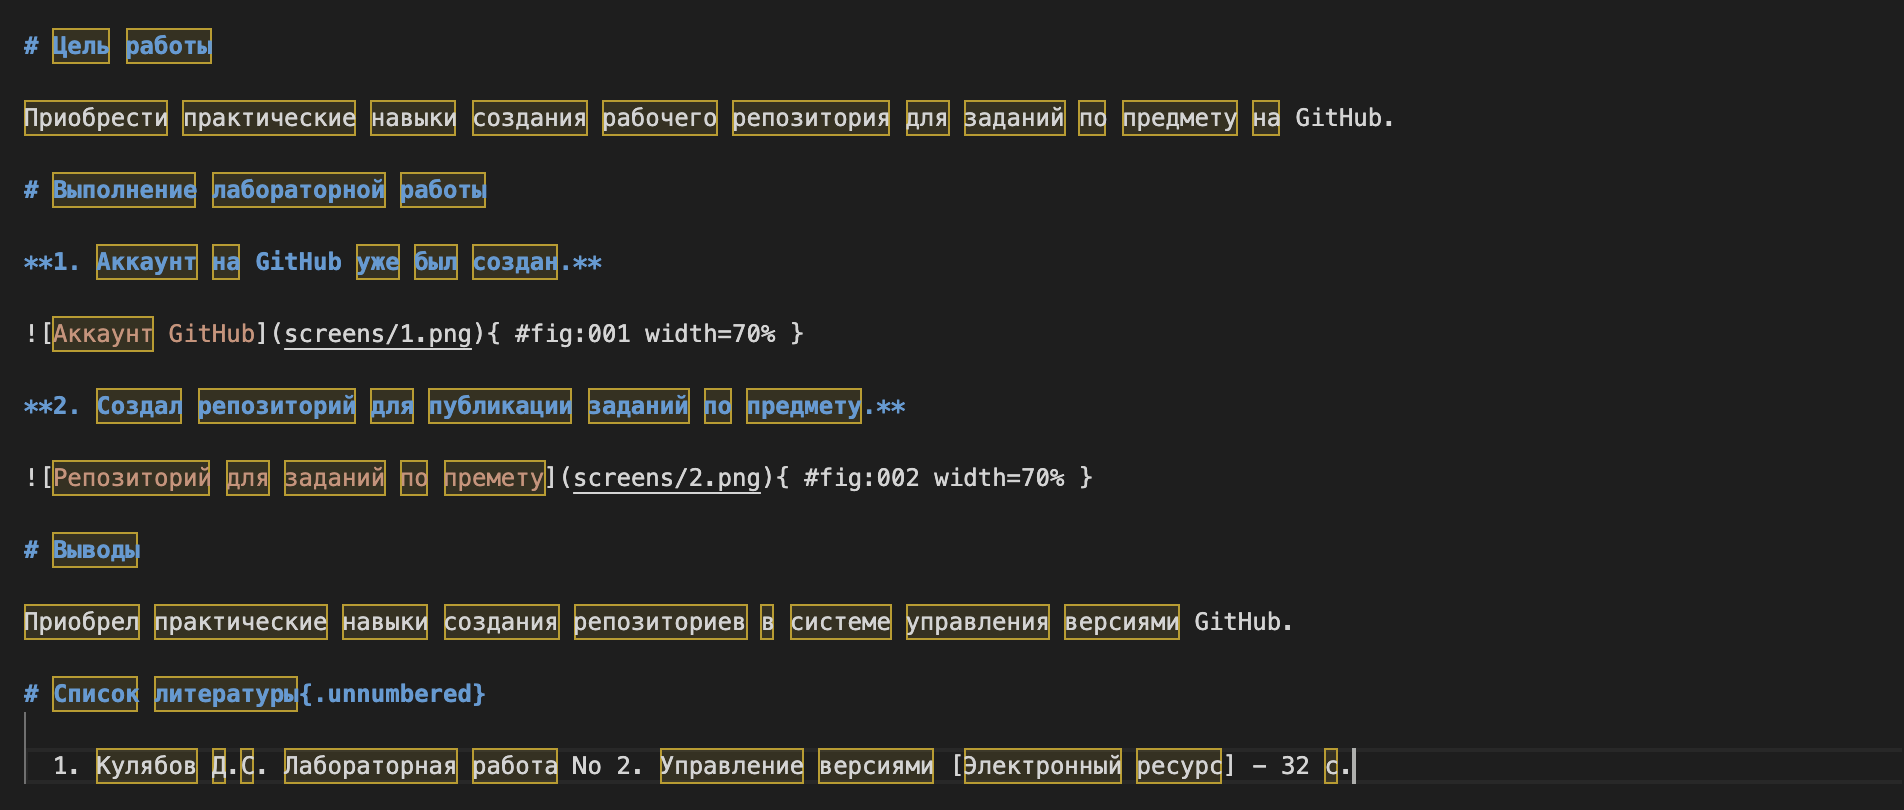 # Цель работы
Приобрести практические навыки создания рабочего репозитория для заданий по предмету на GitHub.
# Выполнение лабораторной работы
**1. Аккаунт на GitHub уже был создан.**
![Аккаунт GitHub](screens/1.png){ #fig:001 width=70% }
**2. Создал репозиторий для публикации заданий по предмету.**
![Репозиторий для заданий по премету](screens/2.png){ #fig:002 width=70% }
# Выводы
Приобрел практические навыки создания репозиториев в системе управления версиями GitHub.
# Список литературы{.unnumbered}
1. Кулябов Д.С. Лабораторная работа No 2. Управление версиями [Электронный ресурс] - 32 с.